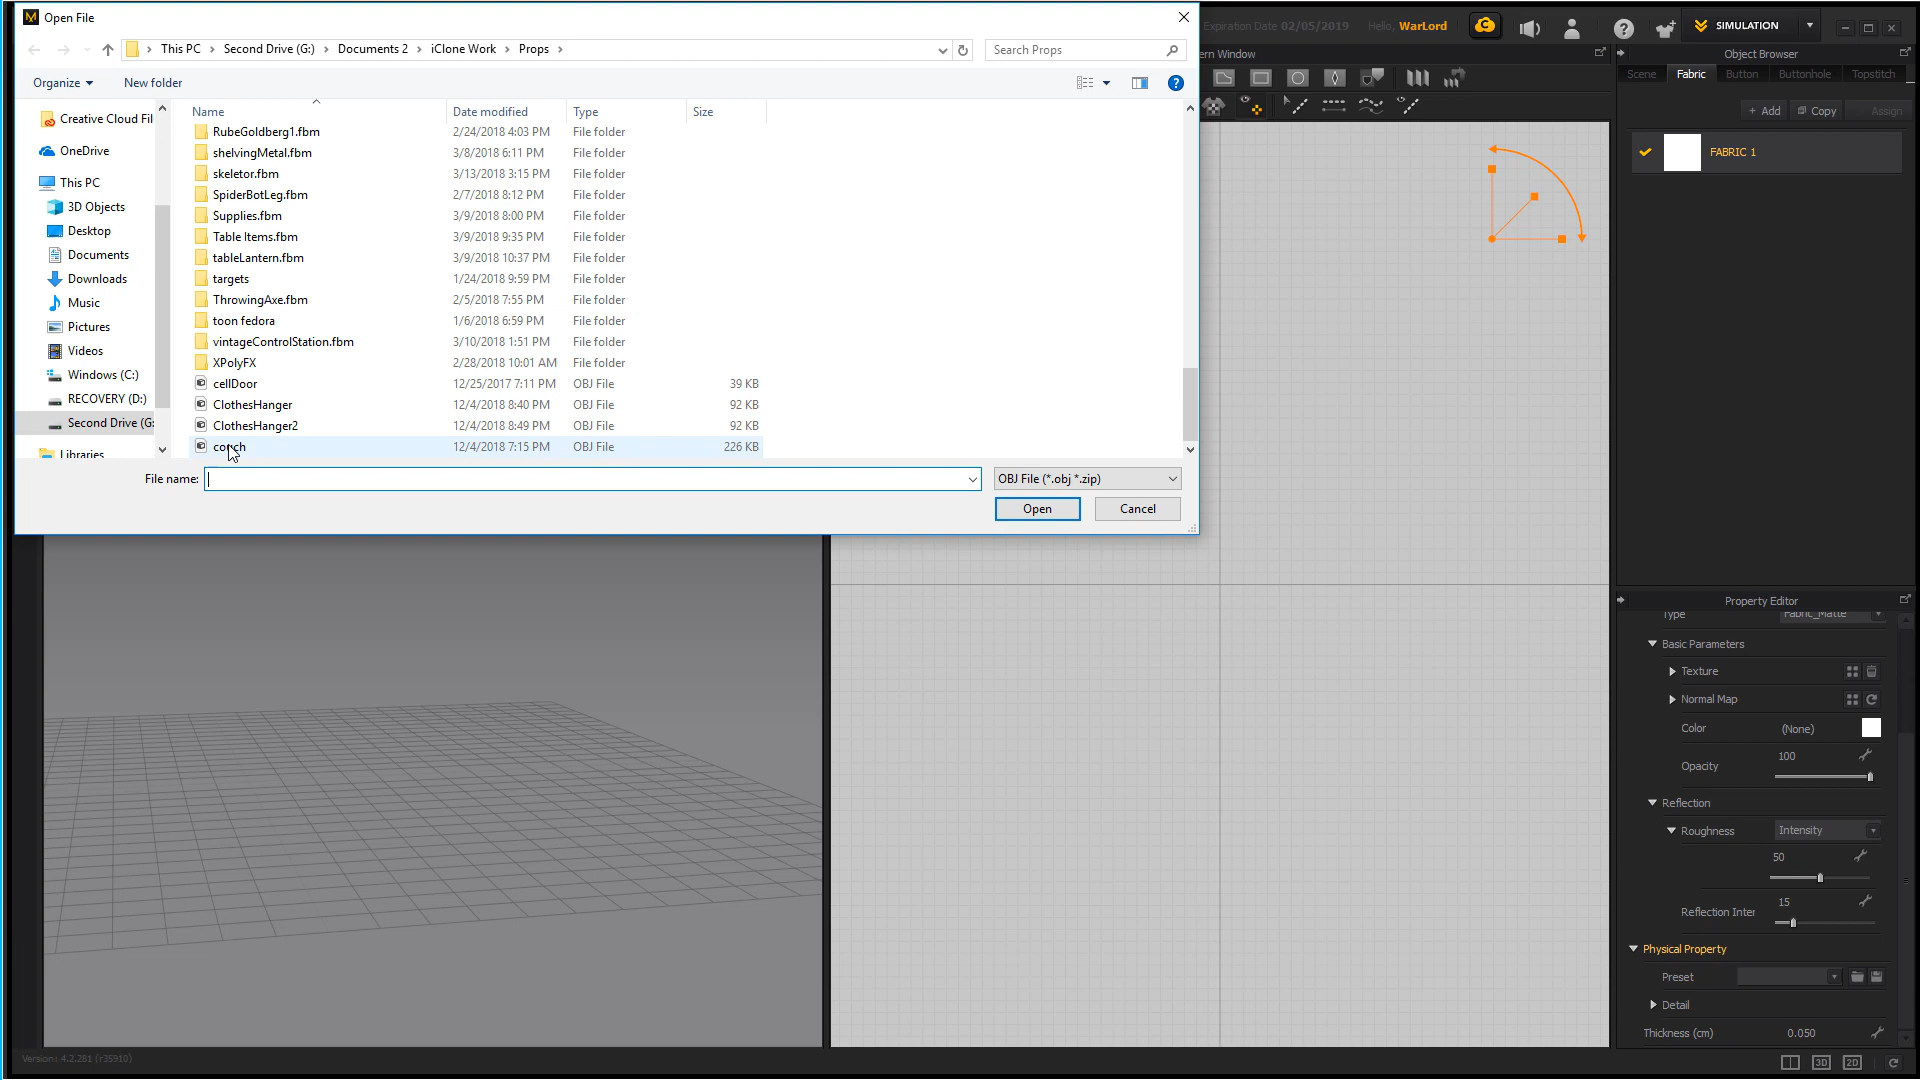 Open File
Expiration Date 02/05/2019
Hello, WarLord
SIMULATION
This PC
Second Drive (G:)
Documents 2
iClone Work
Props
Search Props
Object Browser
Organize
New folder
Scene
Fabric
Button
Buttonhole
Topstitch
+ Add
Copy
Assign
FABRIC 1
Name
Date modified
Type
Size
Creative Cloud Fil
OneDrive
This PC
3D Objects
Desktop
Documents
Downloads
Music
Pictures
Videos
Windows (C:)
RECOVERY (D:)
Second Drive (G:
Libraries
RubeGoldberg1.fbm 2/24/2018 4:03 PM File folder
shelvingMetal.fbm 3/8/2018 6:11 PM File folder
skeletor.fbm 3/13/2018 3:15 PM File folder
SpiderBotLeg.fbm 2/7/2018 8:12 PM File folder
Supplies.fbm 3/9/2018 8:00 PM File folder
Table Items.fbm 3/9/2018 9:35 PM File folder
tableLantern.fbm 3/9/2018 10:37 PM File folder
targets 1/24/2018 9:59 PM File folder
ThrowingAxe.fbm 2/5/2018 7:55 PM File folder
toon fedora 1/6/2018 6:59 PM File folder
vintageControlStation.fbm 3/10/2018 1:51 PM File folder
XPolyFX 2/28/2018 10:01 AM File folder
cellDoor 12/25/2017 7:11 PM OBJ File 39 KB
ClothesHanger 12/4/2018 8:40 PM OBJ File 92 KB
ClothesHanger2 12/4/2018 8:49 PM OBJ File 92 KB
couch 12/4/2018 7:15 PM OBJ File 226 KB
File name:
OBJ File (*.obj *.zip)
Open
Cancel
Property Editor
Type Fabric_Matte
Basic Parameters
Texture
Normal Map
Color (None)
Opacity 100
Reflection
Roughness Intensity
50
Reflection Inter 15
Physical Property
Preset
Detail
Thickness (cm) 0.050
Version: 4.2.281 (r35910)
3D
2D